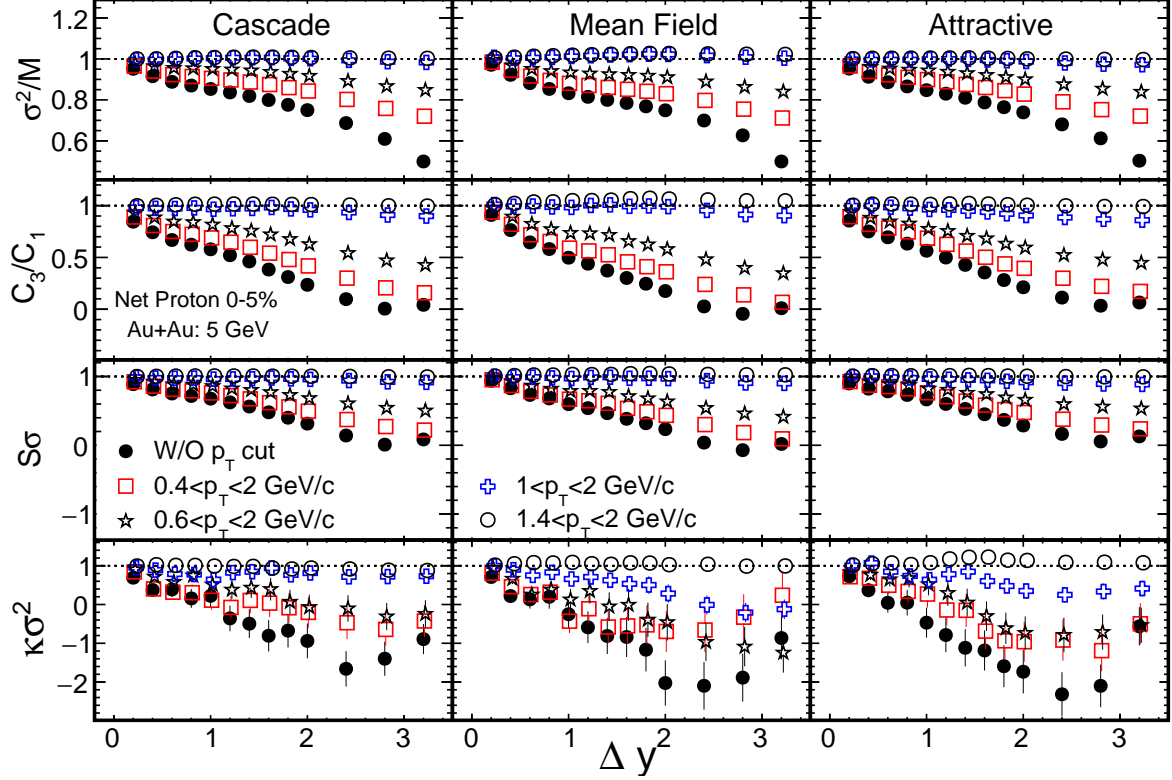 Cascade
Mean Field
Attractive
σ²/M
1.2
1
0.8
0.6
C₃/C₁
1
0.5
0
Net Proton 0-5%
Au+Au: 5 GeV
Sσ
1
0
−1
W/O p_T cut
0.4<p_T<2 GeV/c
0.6<p_T<2 GeV/c
1<p_T<2 GeV/c
1.4<p_T<2 GeV/c
κσ²
1
0
−1
−2
0 1 2 3
0 1 2 3
0 1 2 3
Δ y